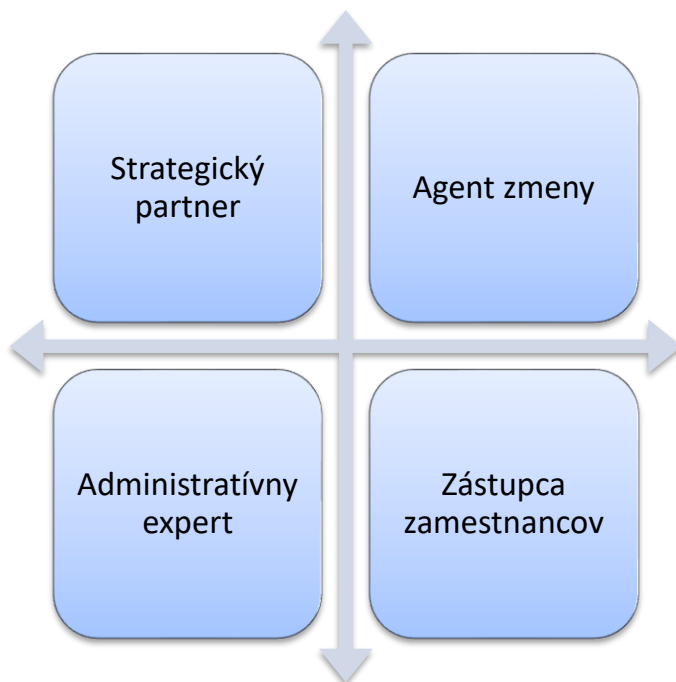 Strategický
partner
Agent zmeny
Administratívny
expert
Zástupca
zamestnancov